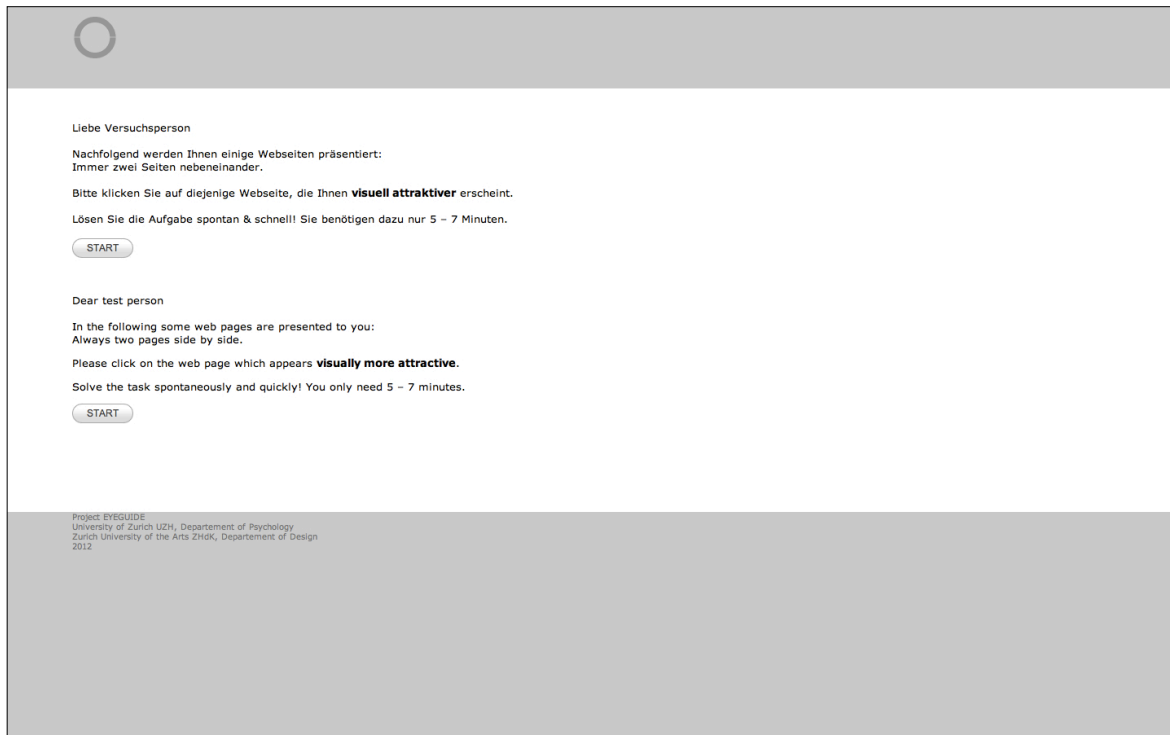 Liebe Versuchsperson
Nachfolgend werden Ihnen einige Webseiten präsentiert:
Immer zwei Seiten nebeneinander.
Bitte klicken Sie auf diejenige Webseite, die Ihnen visuell attraktiver erscheint.
Lösen Sie die Aufgabe spontan & schnell! Sie benötigen dazu nur 5 – 7 Minuten.
START
Dear test person
In the following some web pages are presented to you:
Always two pages side by side.
Please click on the web page which appears visually more attractive.
Solve the task spontaneously and quickly! You only need 5 – 7 minutes.
START
Project EYEGUIDE
University of Zurich UZH, Departement of Psychology
Zurich University of the Arts ZHdK, Departement of Design
2012